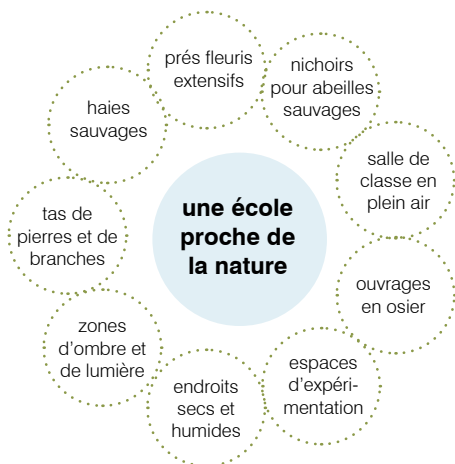 prés fleuris
extensifs
nichoirs
pour abeilles
sauvages
salle de
classe en
plein air
ouvrages
en osier
espaces
d'expéri-
mentation
endroits
secs et
humides
zones
d'ombre et
de lumière
tas de
pierres et de
branches
haies
sauvages
une école
proche de
la nature